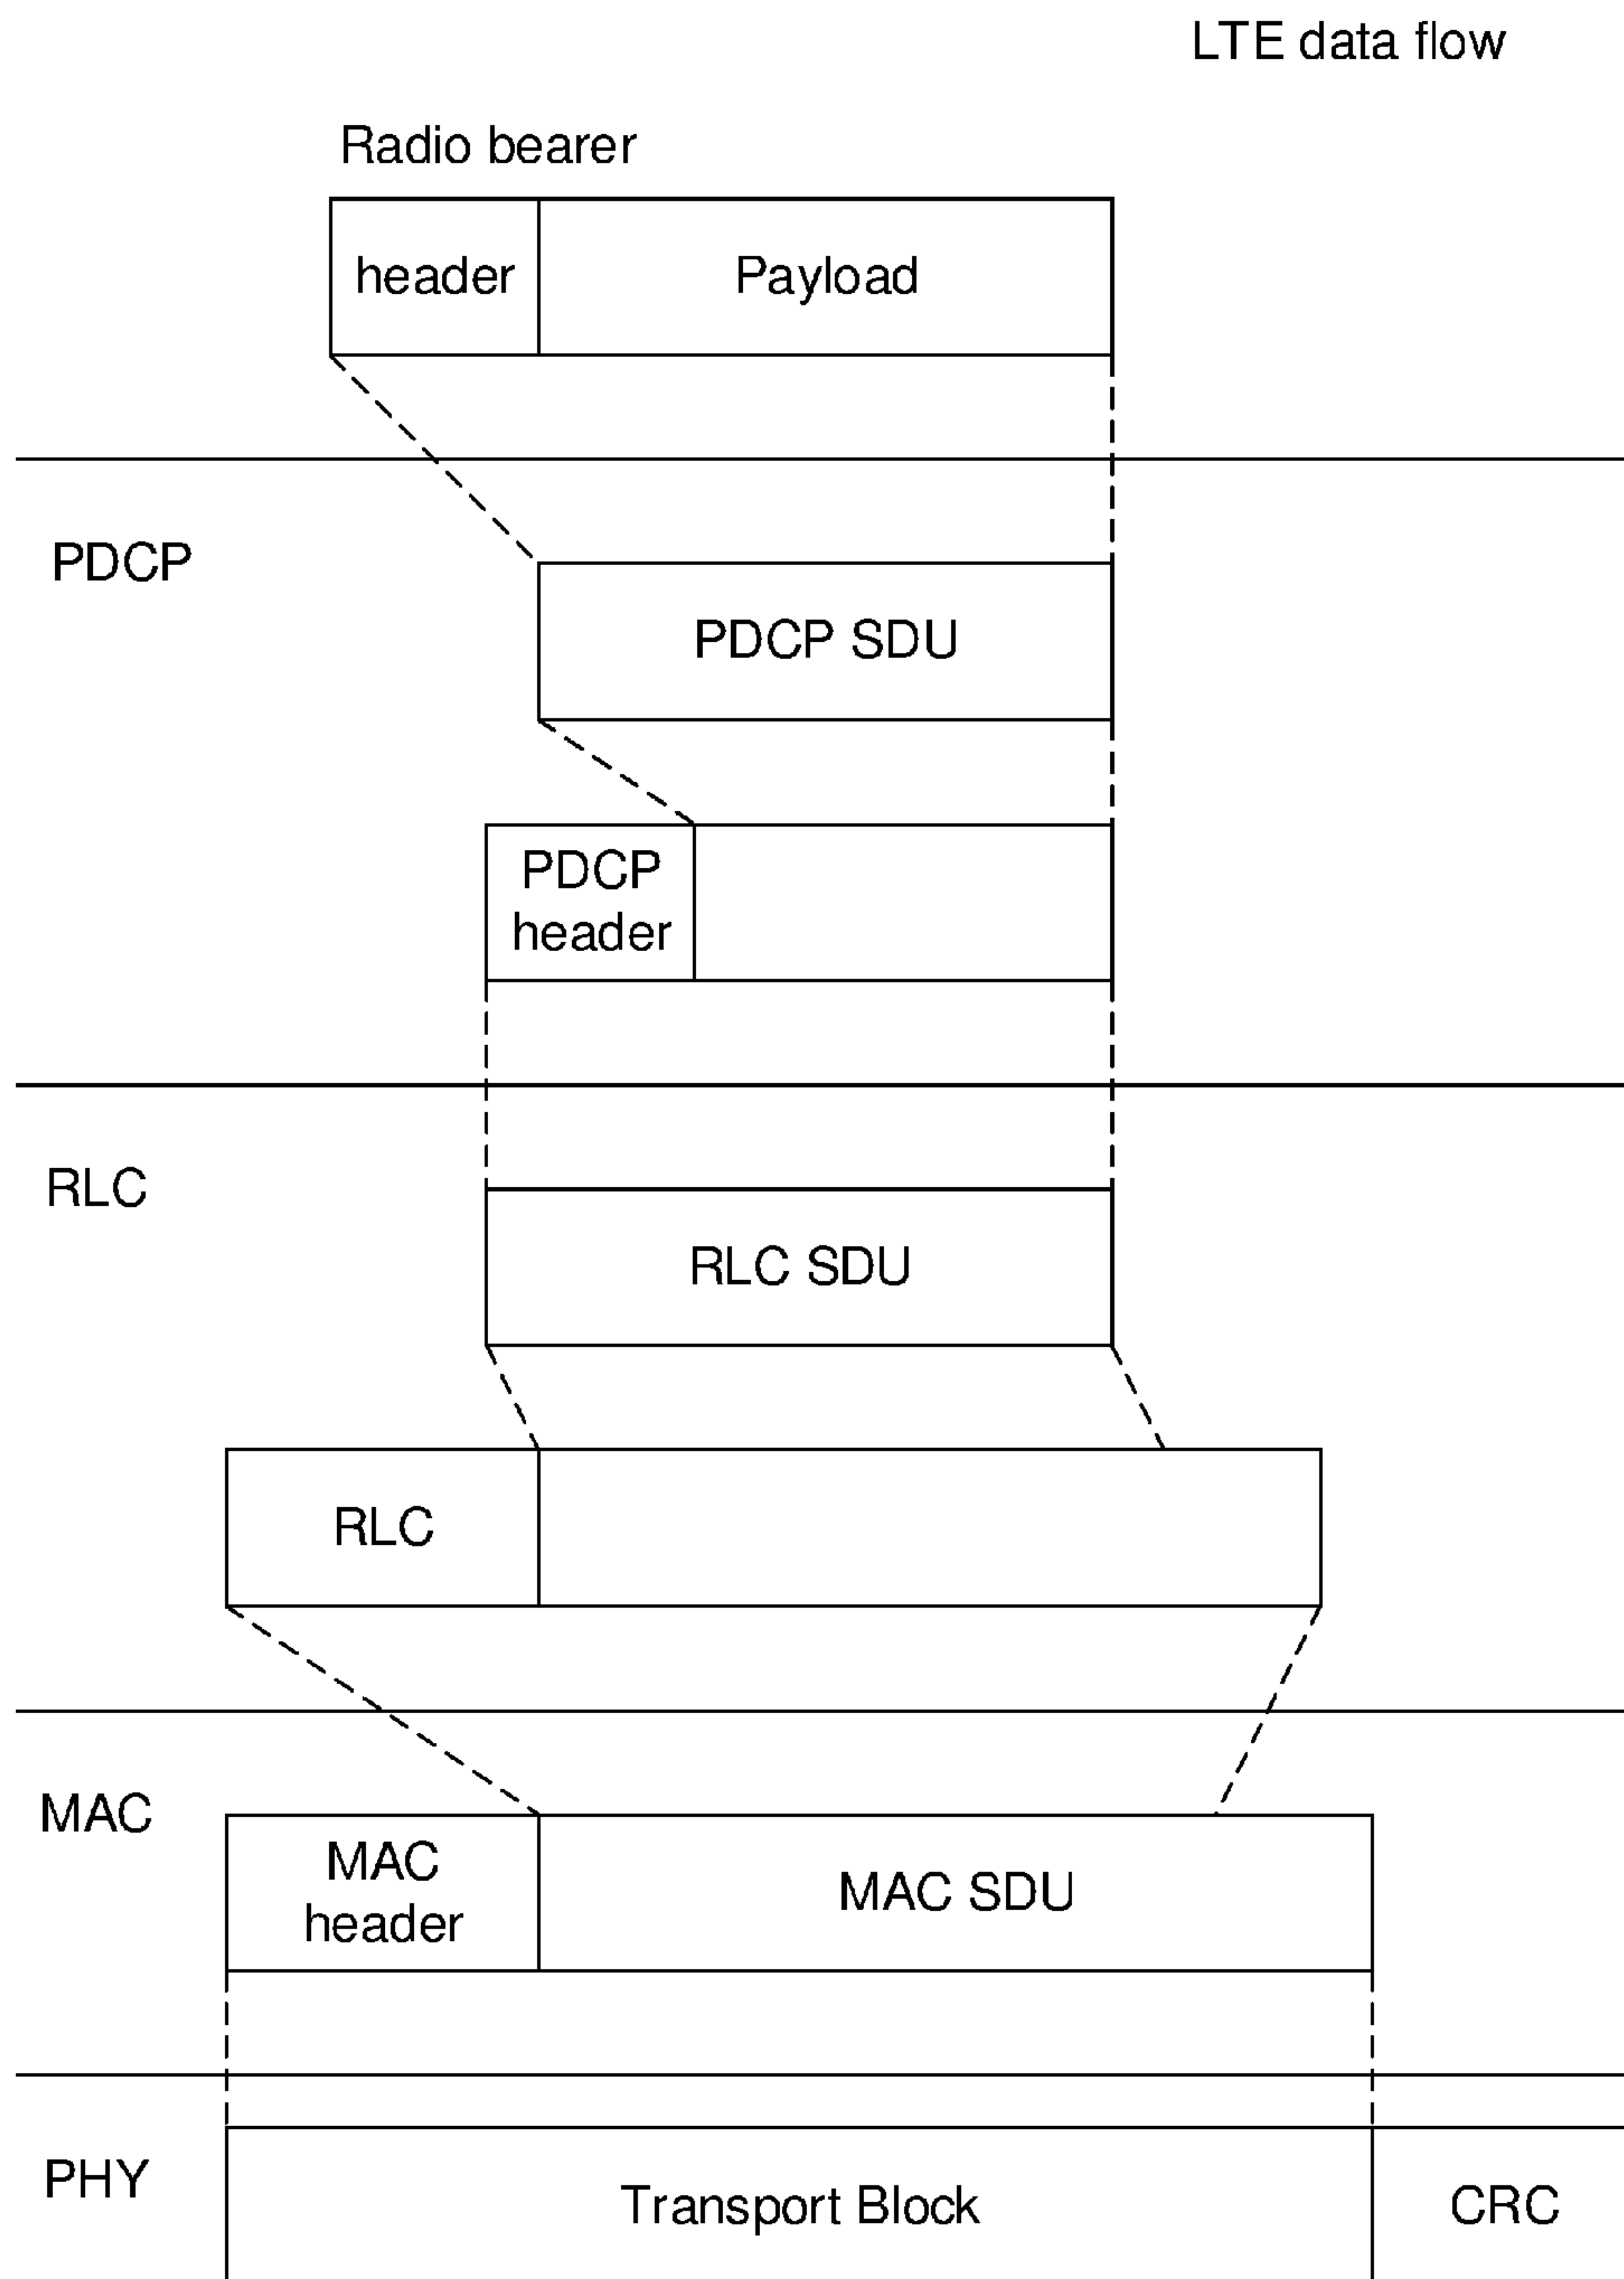 LTE data flow
Radio bearer
header
Payload
PDCP
PDCP SDU
PDCP
header
RLC
RLC SDU
RLC
MAC
MAC
header
MAC SDU
PHY
Transport Block
CRC